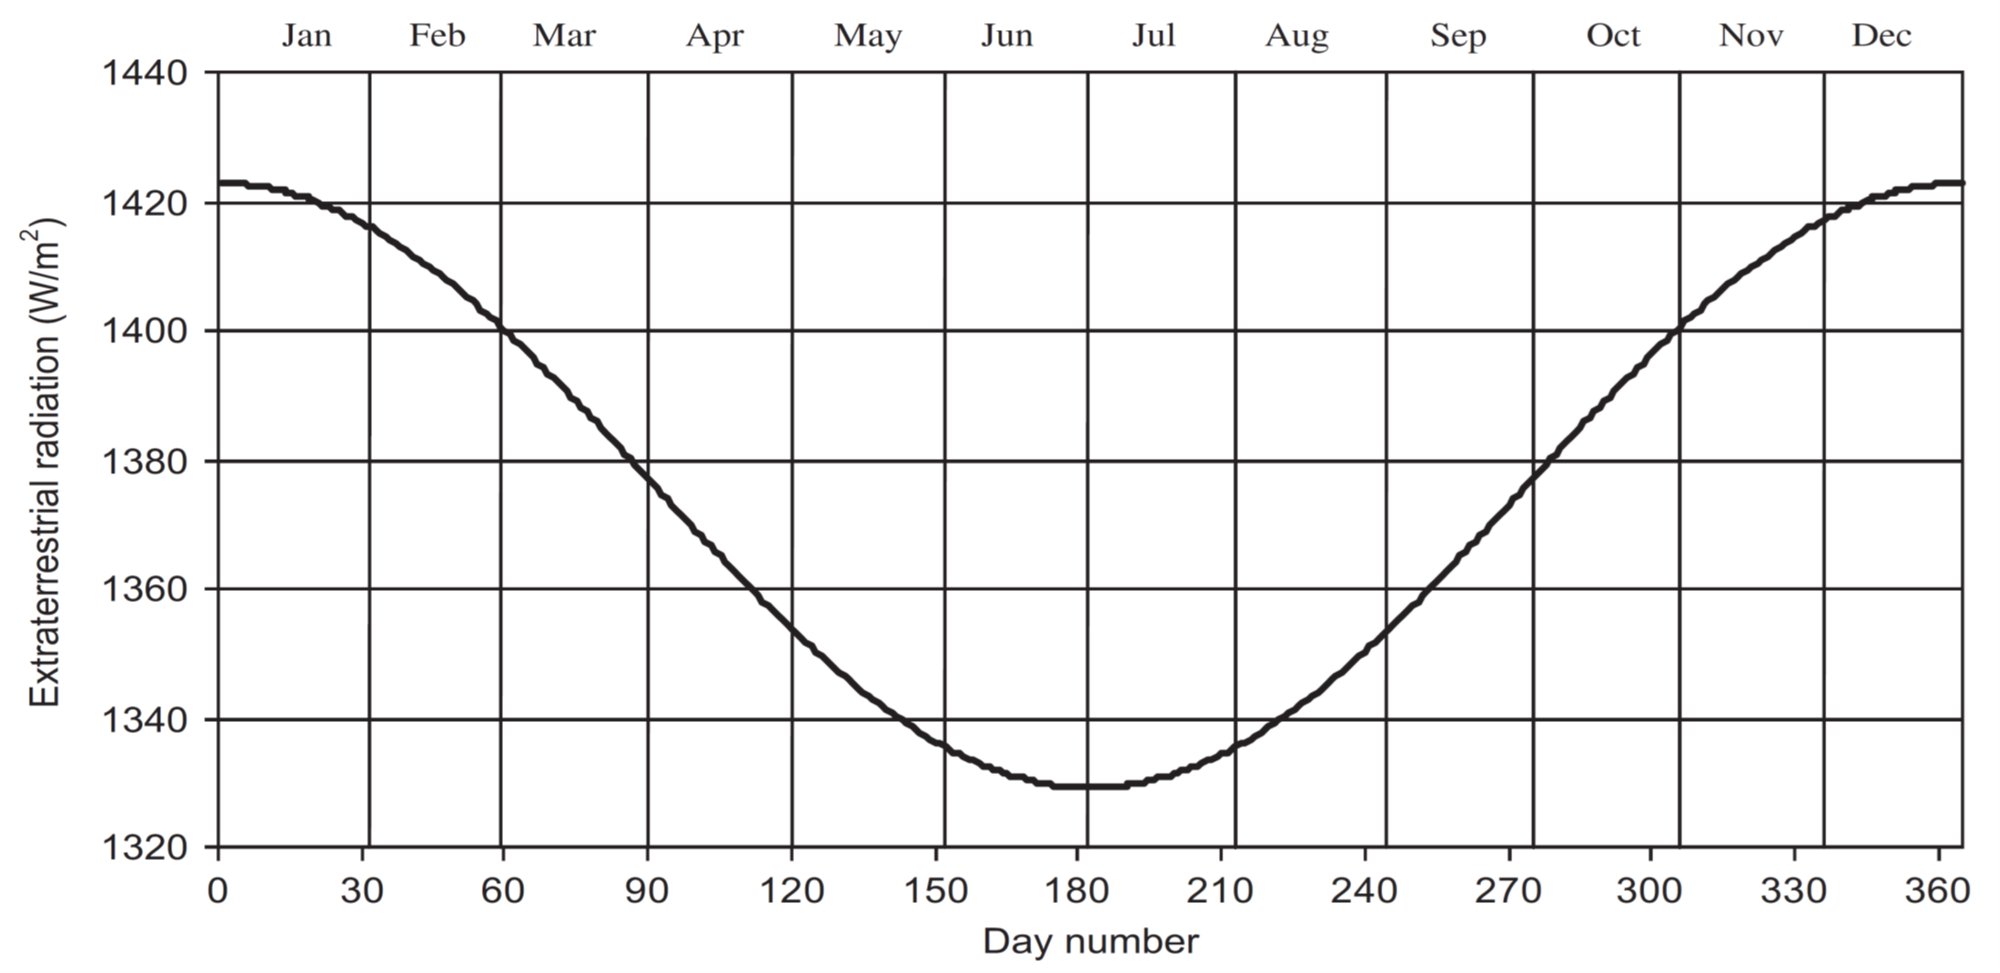 Jan Feb Mar Apr May Jun Jul Aug Sep Oct Nov Dec
1440
1420
1400
1380
1360
1340
1320
Extraterrestrial radiation (W/m²)
0 30 60 90 120 150 180 210 240 270 300 330 360
Day number